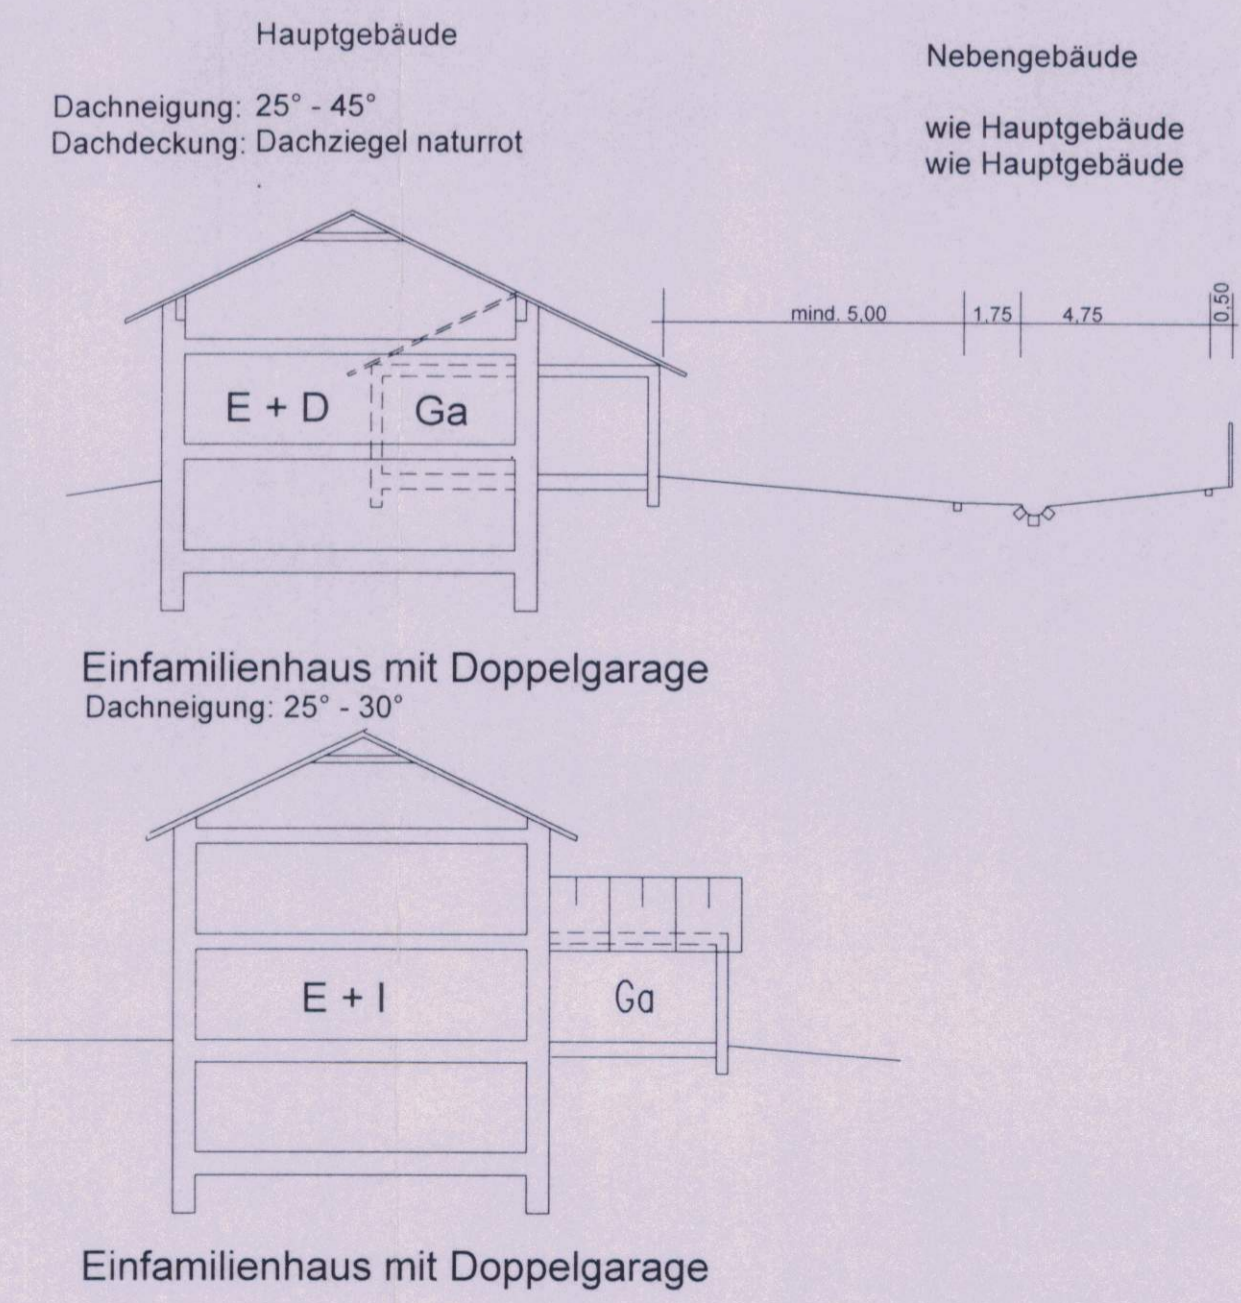 Hauptgebäude
Nebengebäude
Dachneigung: 25° - 45°
wie Hauptgebäude
Dachdeckung: Dachziegel naturrot
wie Hauptgebäude
mind. 5,00
1,75
4,75
0,50
E + D
Ga
Einfamilienhaus mit Doppelgarage
Dachneigung: 25° - 30°
E + I
Ga
Einfamilienhaus mit Doppelgarage